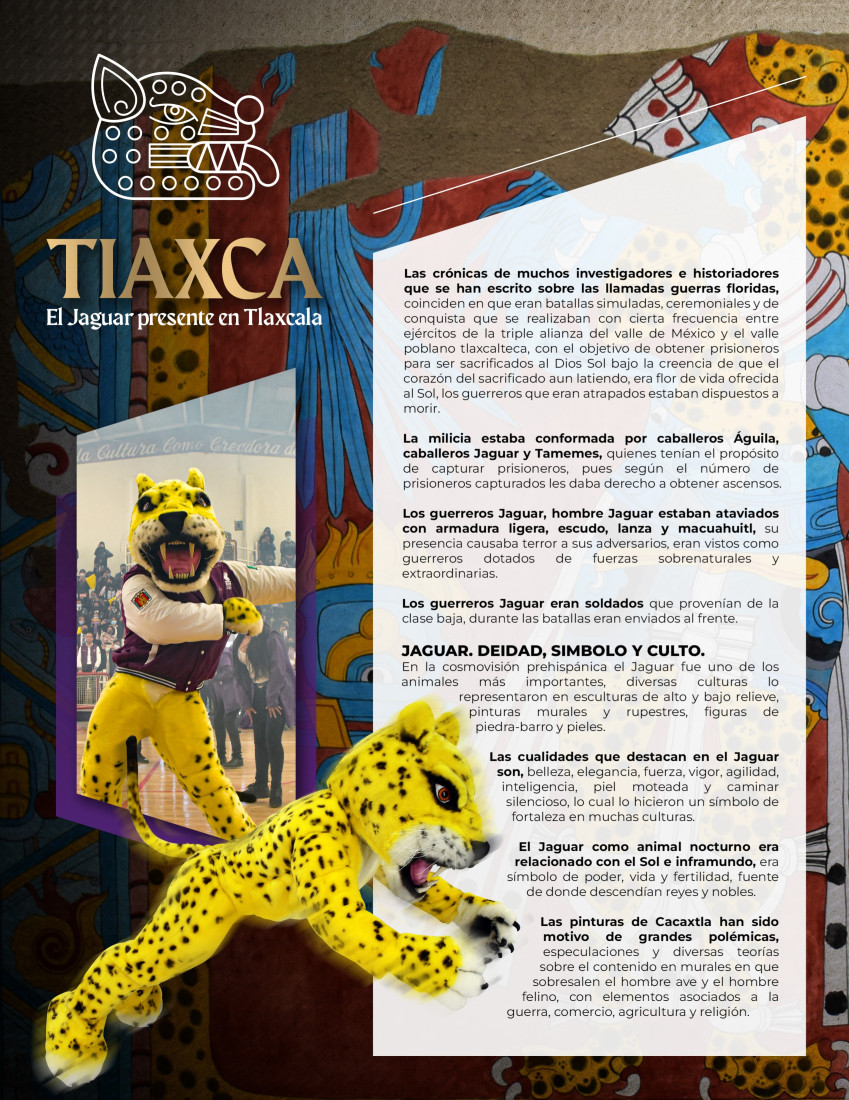 TIAXCA
El Jaguar presente en Tlaxcala
la Cultura Como Creadora d
Las crónicas de muchos investigadores e historiadores
que se han escrito sobre las llamadas guerras floridas,
coinciden en que eran batallas simuladas, ceremoniales y de
conquista que se realizaban con cierta frecuencia entre
ejércitos de la triple alianza del valle de México y el valle
poblano tlaxcalteca, con el objetivo de obtener prisioneros
para ser sacrificados al Dios Sol bajo la creencia de que el
corazón del sacrificado aun latiendo, era flor de vida ofrecida
al Sol, los guerreros que eran atrapados estaban dispuestos a
morir.
La milicia estaba conformada por caballeros Águila,
caballeros Jaguar y Tamemes, quienes tenían el propósito
de capturar prisioneros, pues según el número de
prisioneros capturados les daba derecho a obtener ascensos.
Los guerreros Jaguar, hombre Jaguar estaban ataviados
con armadura ligera, escudo, lanza y macuahuitl, su
presencia causaba terror a sus adversarios, eran vistos como
guerreros dotados de fuerzas sobrenaturales y
extraordinarias.
Los guerreros Jaguar eran soldados que provenían de la
clase baja, durante las batallas eran enviados al frente.
JAGUAR. DEIDAD, SIMBOLO Y CULTO.
En la cosmovisión prehispánica el Jaguar fue uno de los
animales más importantes, diversas culturas lo
representaron en esculturas de alto y bajo relieve,
pinturas murales y rupestres, figuras de
piedra-barro y pieles.
Las cualidades que destacan en el Jaguar
son, belleza, elegancia, fuerza, vigor, agilidad,
inteligencia, piel moteada y caminar
silencioso, lo cual lo hicieron un símbolo de
fortaleza en muchas culturas.
El Jaguar como animal nocturno era
relacionado con el Sol e inframundo, era
símbolo de poder, vida y fertilidad, fuente
de donde descendían reyes y nobles.
Las pinturas de Cacaxtla han sido
motivo de grandes polémicas,
especulaciones y diversas teorías
sobre el contenido en murales en que
sobresalen el hombre ave y el hombre
felino, con elementos asociados a la
guerra, comercio, agricultura y religión.